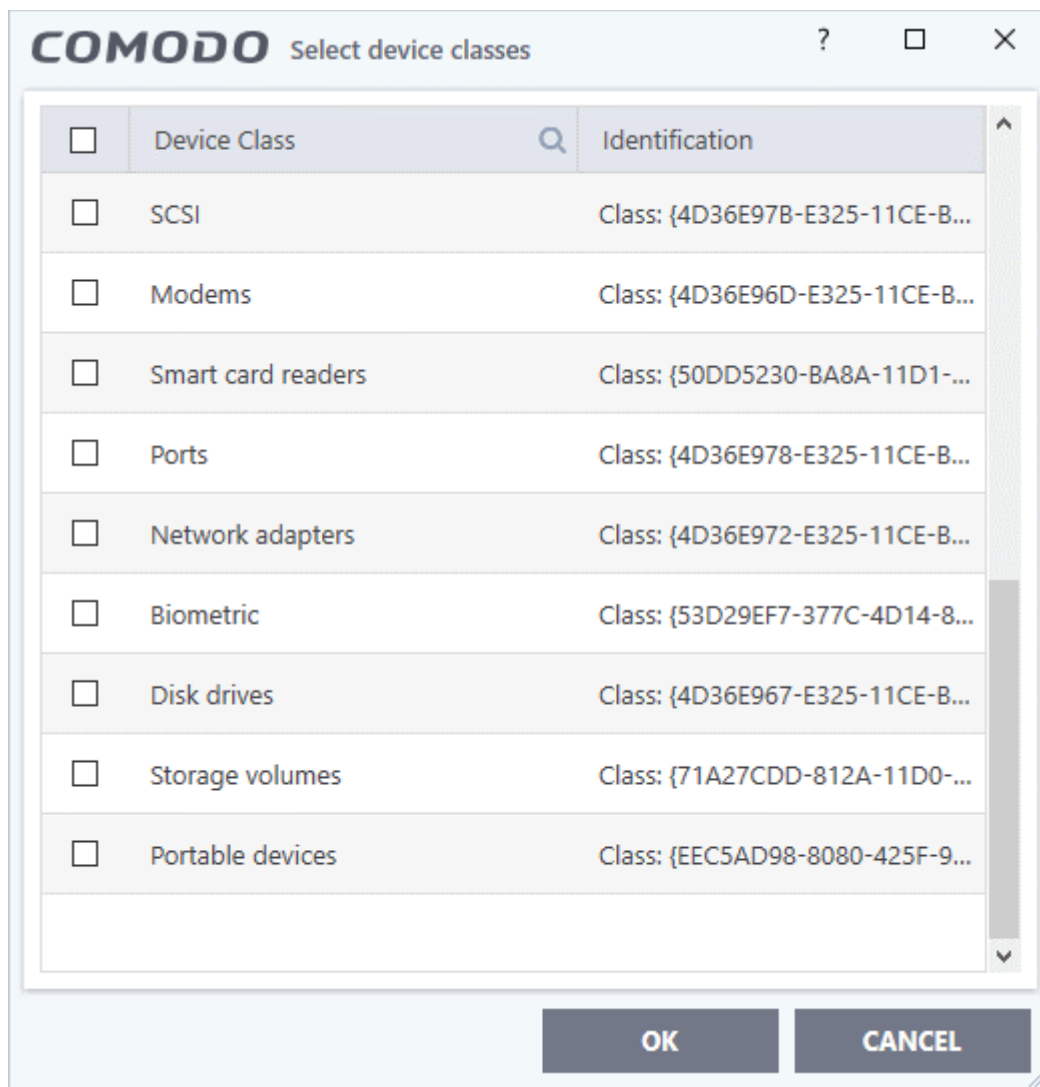 COMODO Select device classes ?
Device Class Identification
SCSI Class: {4D36E97B-E325-11CE-B...
Modems Class: {4D36E96D-E325-11CE-B...
Smart card readers Class: {50DD5230-BA8A-11D1-...
Ports Class: {4D36E978-E325-11CE-B...
Network adapters Class: {4D36E972-E325-11CE-B...
Biometric Class: {53D29EF7-377C-4D14-8...
Disk drives Class: {4D36E967-E325-11CE-B...
Storage volumes Class: {71A27CDD-812A-11D0-...
Portable devices Class: {EEC5AD98-8080-425F-9...
OK CANCEL